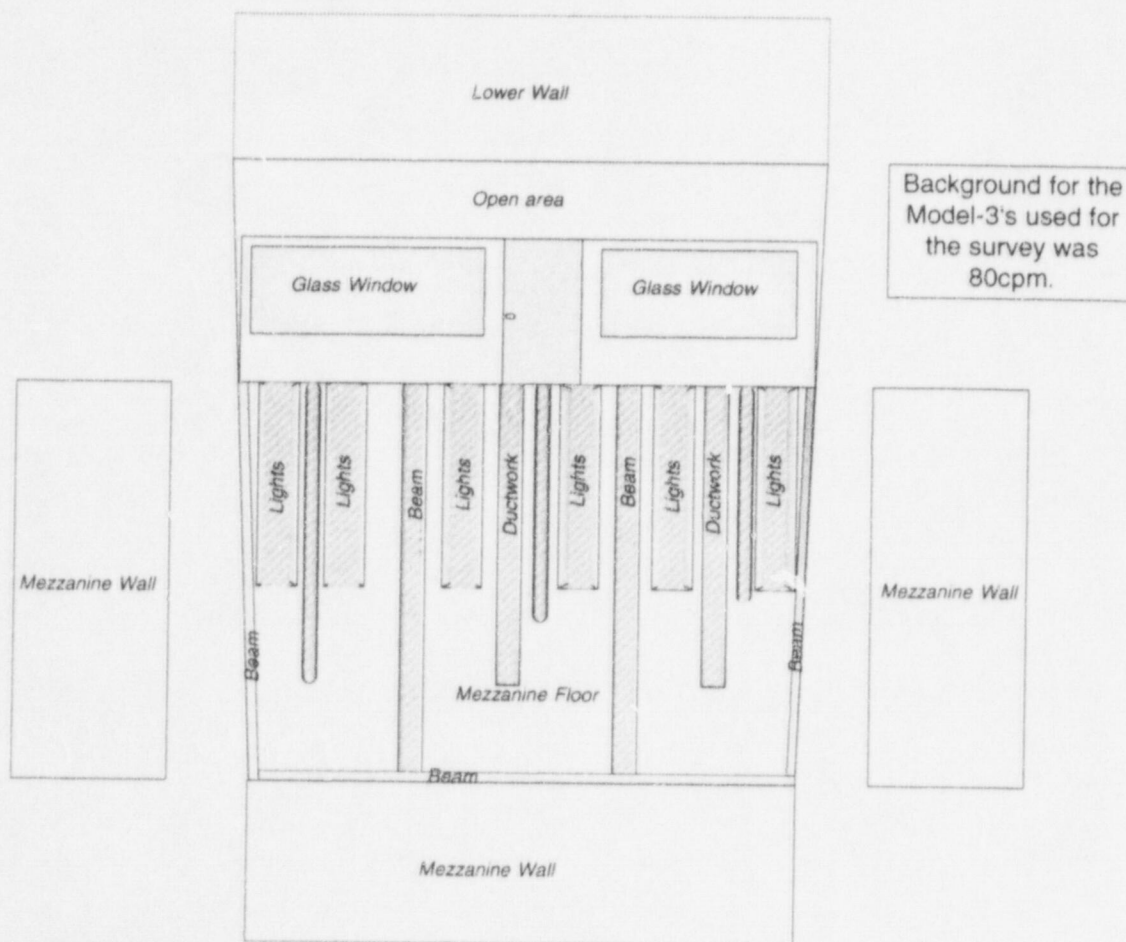 Lower Wall
Open area
Background for the
Model-3's used for
the survey was
80cpm.
Glass Window
Glass Window
Lights
Lights
Beam
Lights
Ductwork
Lights
Beam
Lights
Ductwork
Lights
Mezzanine Wall
Mezzanine Wall
Beam
Beam
Mezzanine Floor
Beam
Mezzanine Wall